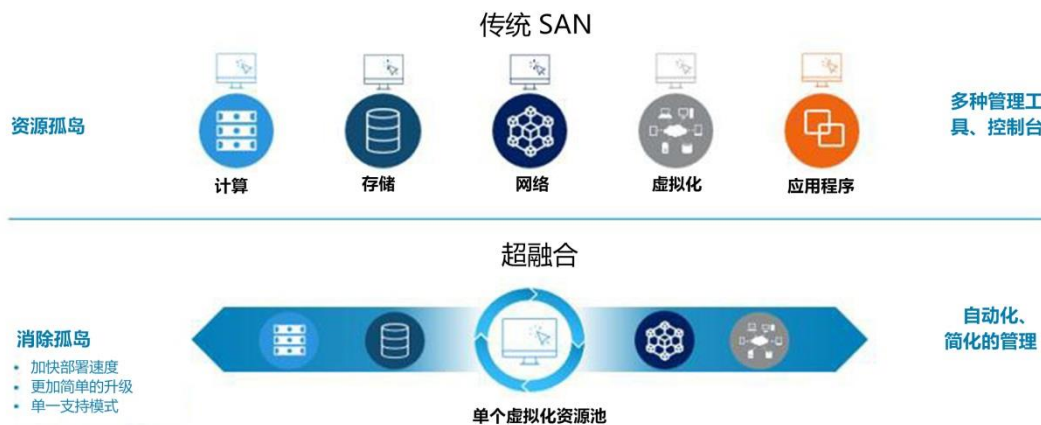 传统 SAN
资源孤岛
多种管理工
具、控制台
计算
存储
网络
虚拟化
应用程序
超融合
消除孤岛
• 加快部署速度
• 更加简单的升级
• 单一支持模式
自动化、
简化的管理
单个虚拟化资源池